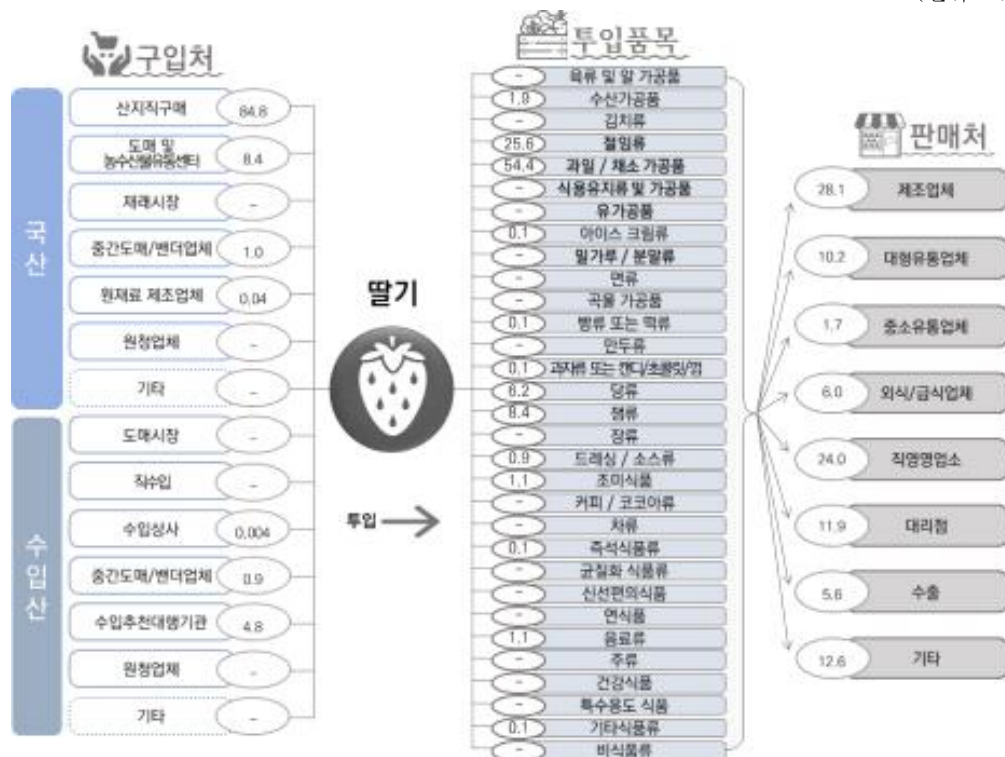 구입처
국산
산지직구매 84.8
도매 및
농수산물유통센터 8.4
재래시장 -
중간도매/밴더업체 1.0
원재료 제조업체 0.04
원청업체 -
기타 -
수입산
도매시장 -
직수입 -
수입상사 0.004
중간도매/밴더업체 0.9
수입추천대행기관 4.8
원청업체 -
기타 -
딸기
투입
투입품목
- 육류 및 알 가공품
1.9 수산가공품
- 김치류
25.6 절임류
54.4 과일 / 채소 가공품
- 식용유지류 및 가공품
- 유가공품
0.1 아이스 크림류
- 밀가루 / 분말류
- 면류
- 곡물 가공품
0.1 빵류 또는 떡류
- 만두류
0.1 과자류 또는 캔디/초콜릿/껌
6.2 당류
8.4 잼류
- 장류
0.9 드레싱 / 소스류
1.1 조미식품
- 커피 / 코코아류
- 차류
0.1 즉석식품류
- 균질화 식품류
- 신선편의식품
- 연식품
1.1 음료류
- 주류
- 건강식품
- 특수용도 식품
0.1 기타식품류
- 비식품류
판매처
28.1 제조업체
10.2 대형유통업체
1.7 중소유통업체
6.0 외식/급식업체
24.0 직영영업소
11.9 대리점
5.6 수출
12.6 기타